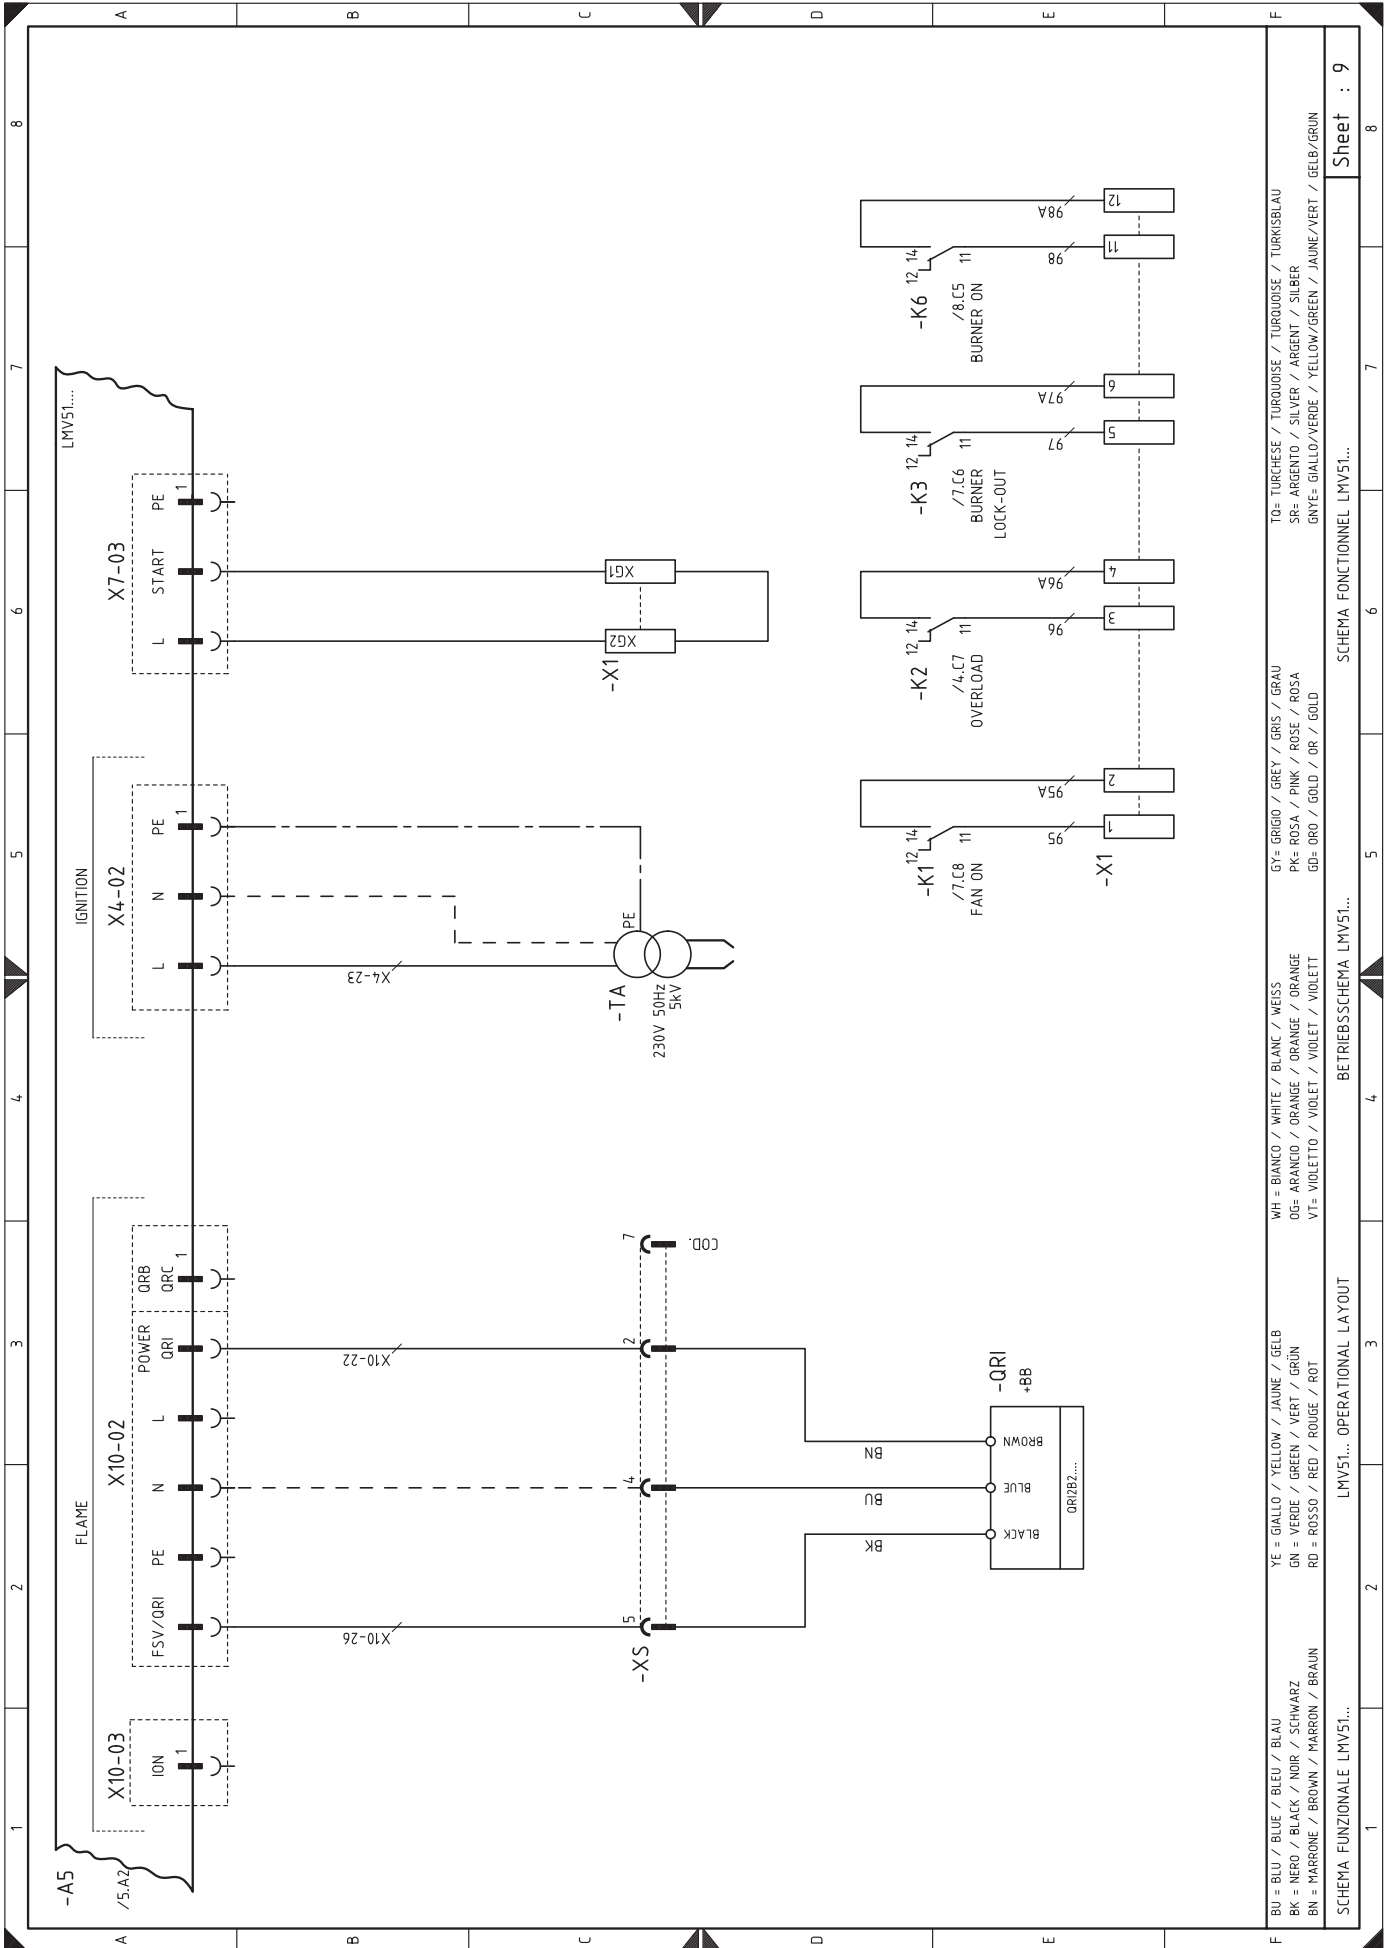 1 2 3 4 5 6 7 8
A
B
C
D
E
F
-A5
/5.A2
LMV51....
FLAME
X10-03
ION
1
X10-02
FSV/QRI
PE
N
L
POWER
QRI
QRB
QRC
1
IGNITION
X4-02
L
N
PE
1
X7-03
L
START
PE
1
X10-26
X10-22
X4-23
-XS
5
4
2
7
COD.
BK
BU
BN
BLACK
BLUE
BROWN
QRI2B2....
-QRI
+BB
-TA
PE
230V 50Hz
5kV
-X1
XG2
XG1
-K1
12 14
/7.C8
11
FAN ON
95
95A
-X1
1
2
-K2
12 14
/4.C7
11
OVERLOAD
96
96A
3
4
-K3
12 14
/7.C6
11
BURNER
LOCK-OUT
97
97A
5
6
-K6
12 14
/8.C5
11
BURNER ON
98
98A
11
12
A
B
C
D
E
F
BU = BLU / BLUE / BLEU / BLAU
BK = NERO / BLACK / NOIR / SCHWARZ
BN = MARRONE / BROWN / MARRON / BRAUN
YE = GIALLO / YELLOW / JAUNE / GELB
GN = VERDE / GREEN / VERT / GRÜN
RD = ROSSO / RED / ROUGE / ROT
WH = BIANCO / WHITE / BLANC / WEISS
OG= ARANCIO / ORANGE / ORANGE / ORANGE
VT= VIOLETTO / VIOLET / VIOLET / VIOLETT
GY= GRIGIO / GREY / GRIS / GRAU
PK= ROSA / PINK / ROSE / ROSA
GD= ORO / GOLD / OR / GOLD
TQ= TURCHESE / TURQUOISE / TURQUOISE / TURKISBLAU
SR= ARGENTO / SILVER / ARGENT / SILBER
GNYE= GIALLO/VERDE / YELLOW/GREEN / JAUNE/VERT / GELB/GRUN
SCHEMA FUNZIONALE LMV51...
LMV51... OPERATIONAL LAYOUT
BETRIEBSSCHEMA LMV51...
SCHEMA FONCTIONNEL LMV51...
Sheet : 9
1 2 3 4 5 6 7 8